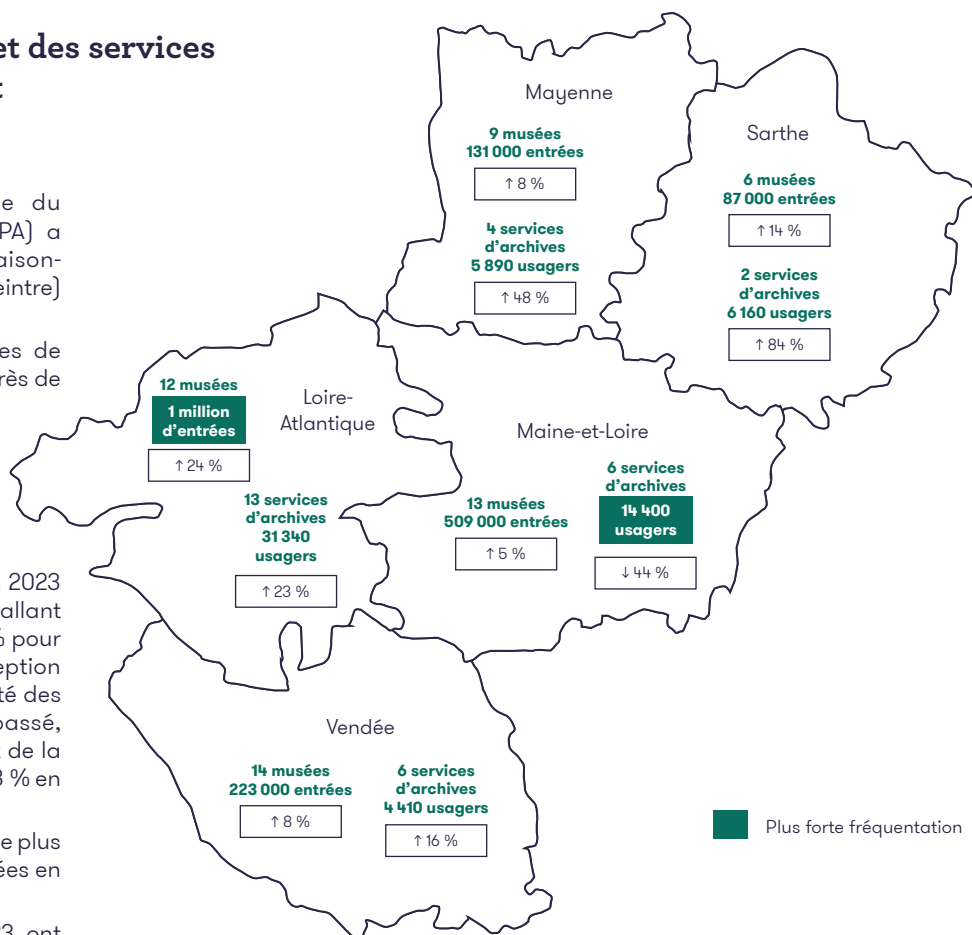 et des services
e du
PA) a
aison-
eintre)
es de
rès de
2023
allant
% pour
eption
té des
passé,
de la
3 % en
e plus
ées en
23 ont
Mayenne
9 musées
131 000 entrées
↑ 8 %
4 services
d'archives
5 890 usagers
↑ 48 %
Sarthe
6 musées
87 000 entrées
↑ 14 %
2 services
d'archives
6 160 usagers
↑ 84 %
Loire-
Atlantique
12 musées
1 million
d'entrées
↑ 24 %
13 services
d'archives
31 340
usagers
↑ 23 %
Maine-et-Loire
13 musées
509 000 entrées
↑ 5 %
6 services
d'archives
14 400
usagers
↓ 44 %
Vendée
14 musées
223 000 entrées
↑ 8 %
6 services
d'archives
4 410 usagers
↑ 16 %
Plus forte fréquentation